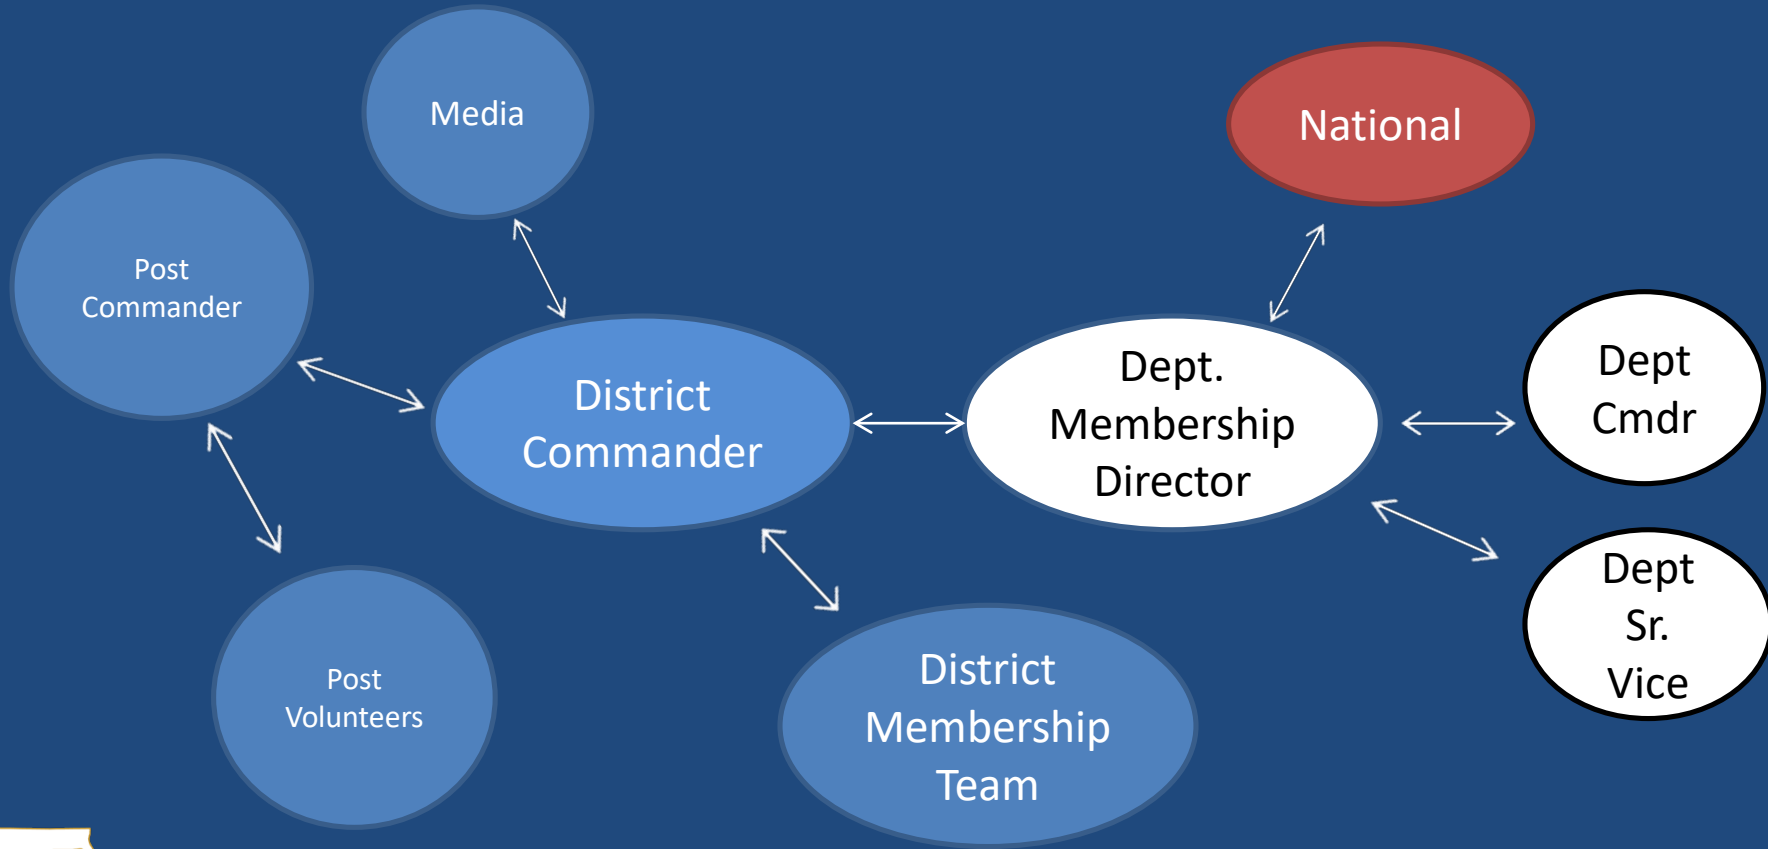 Media
National
Post
Commander
District
Commander
Dept.
Membership
Director
Dept
Cmdr
Dept
Sr.
Vice
Post
Volunteers
District
Membership
Team